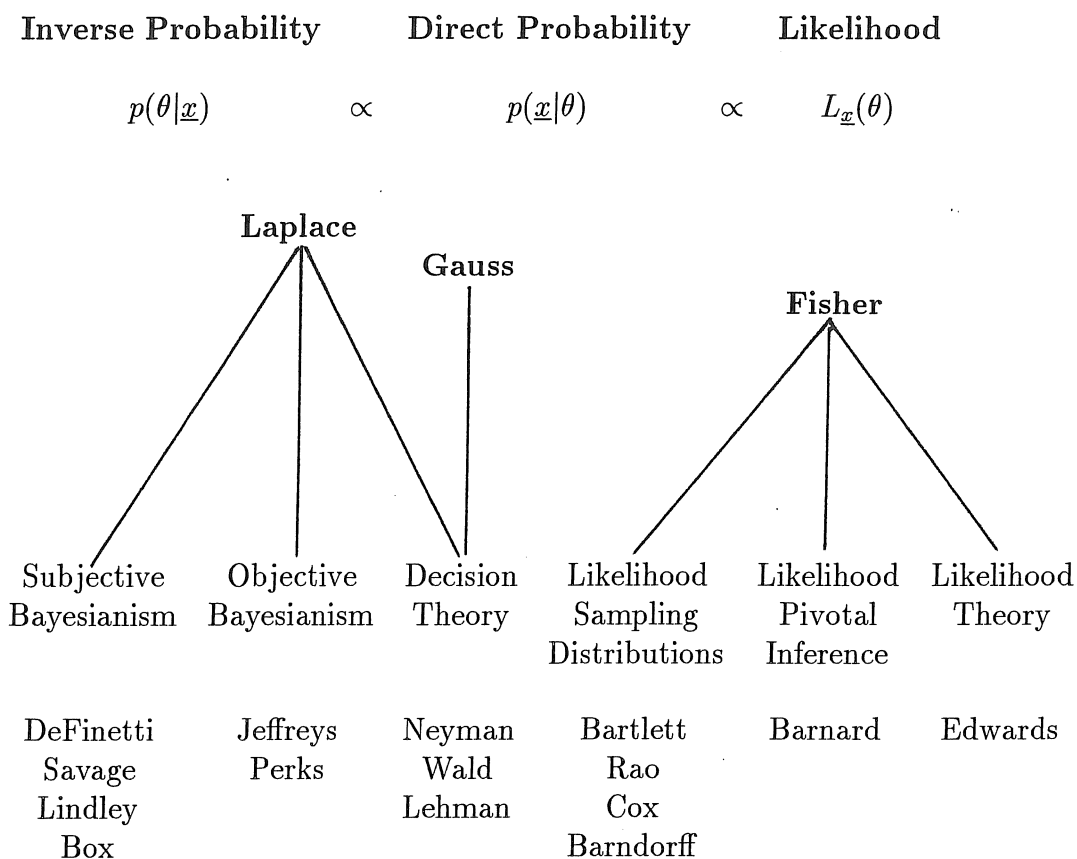 Inverse Probability Direct Probability Likelihood
p(θ|x̲) ∝ p(x̲|θ) ∝ L_x̲(θ)
Laplace
Gauss
Fisher
Subjective Objective Decision Likelihood Likelihood Likelihood
Bayesianism Bayesianism Theory Sampling Pivotal Theory
Distributions Inference
DeFinetti Jeffreys Neyman Bartlett Barnard Edwards
Savage Perks Wald Rao
Lindley Lehman Cox
Box Barndorff